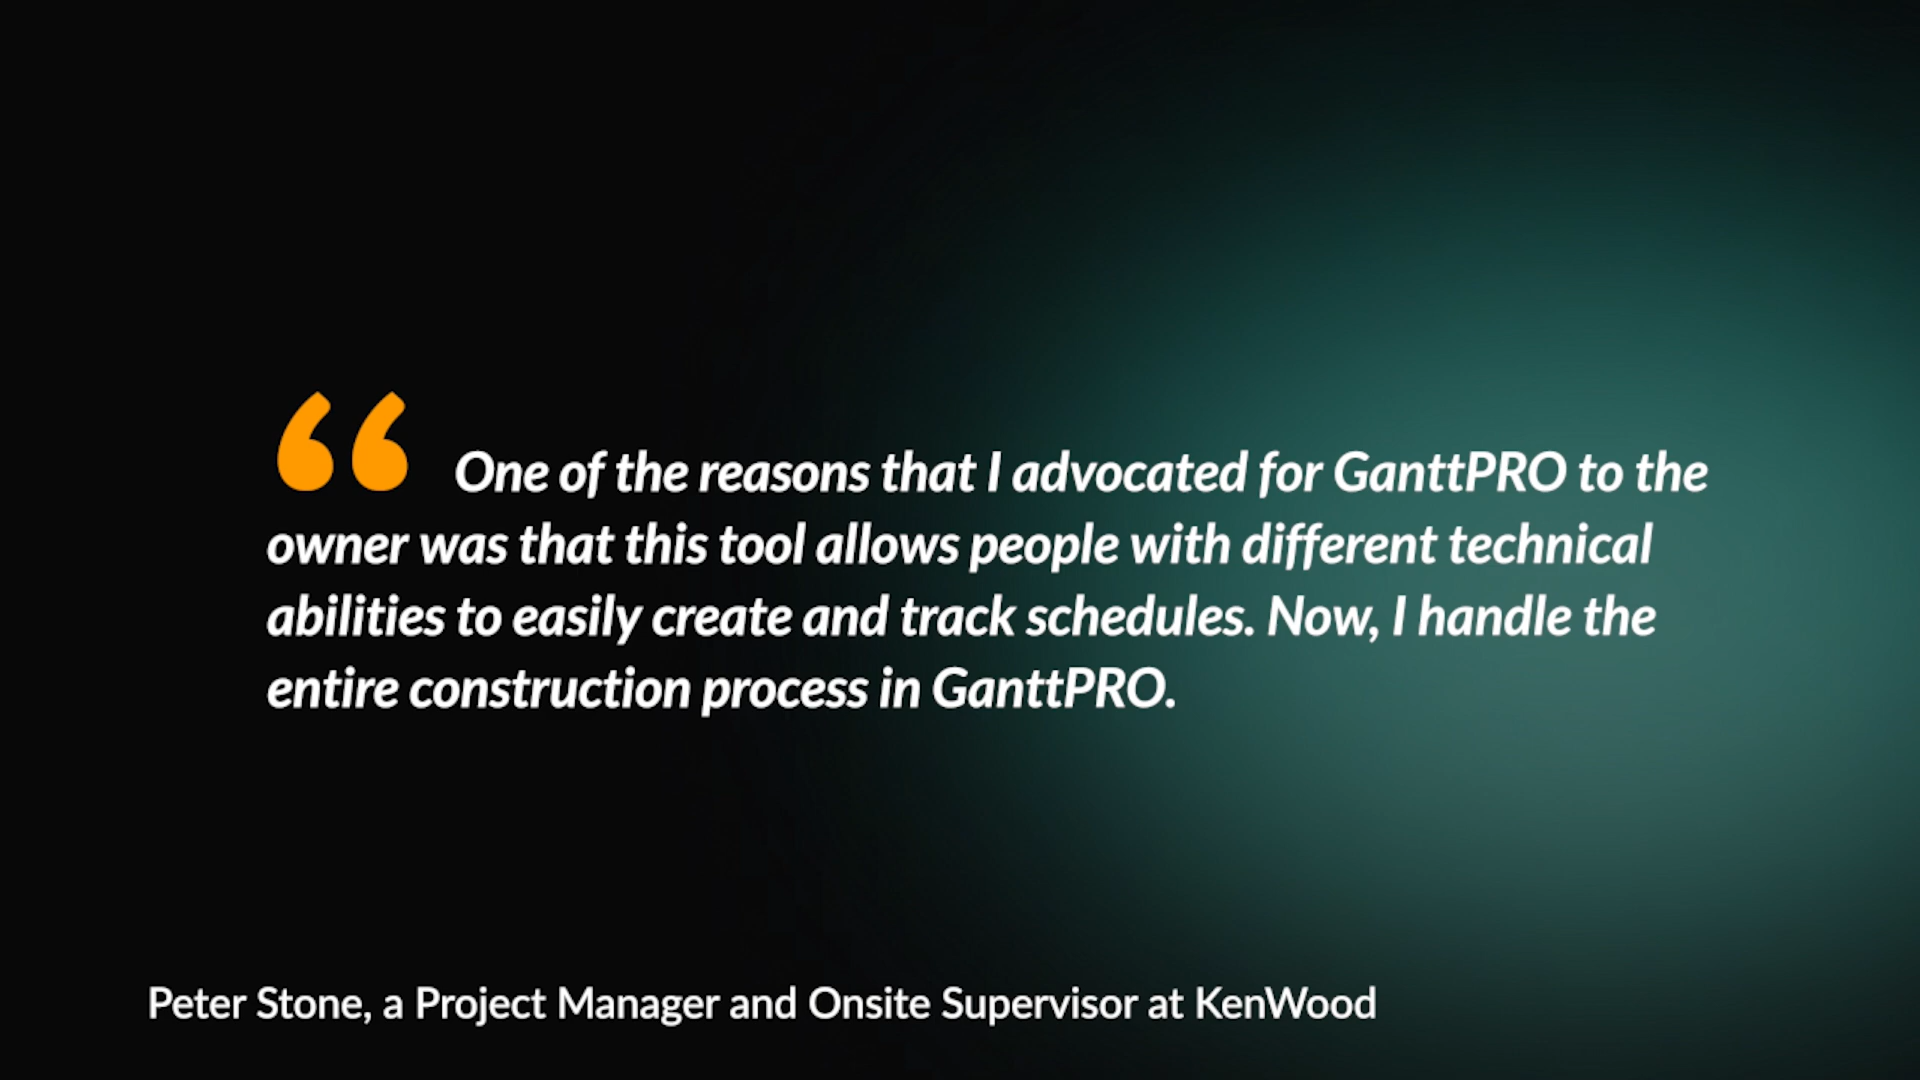 “ One of the reasons that I advocated for GanttPRO to the
owner was that this tool allows people with different technical
abilities to easily create and track schedules. Now, I handle the
entire construction process in GanttPRO.
Peter Stone, a Project Manager and Onsite Supervisor at KenWood